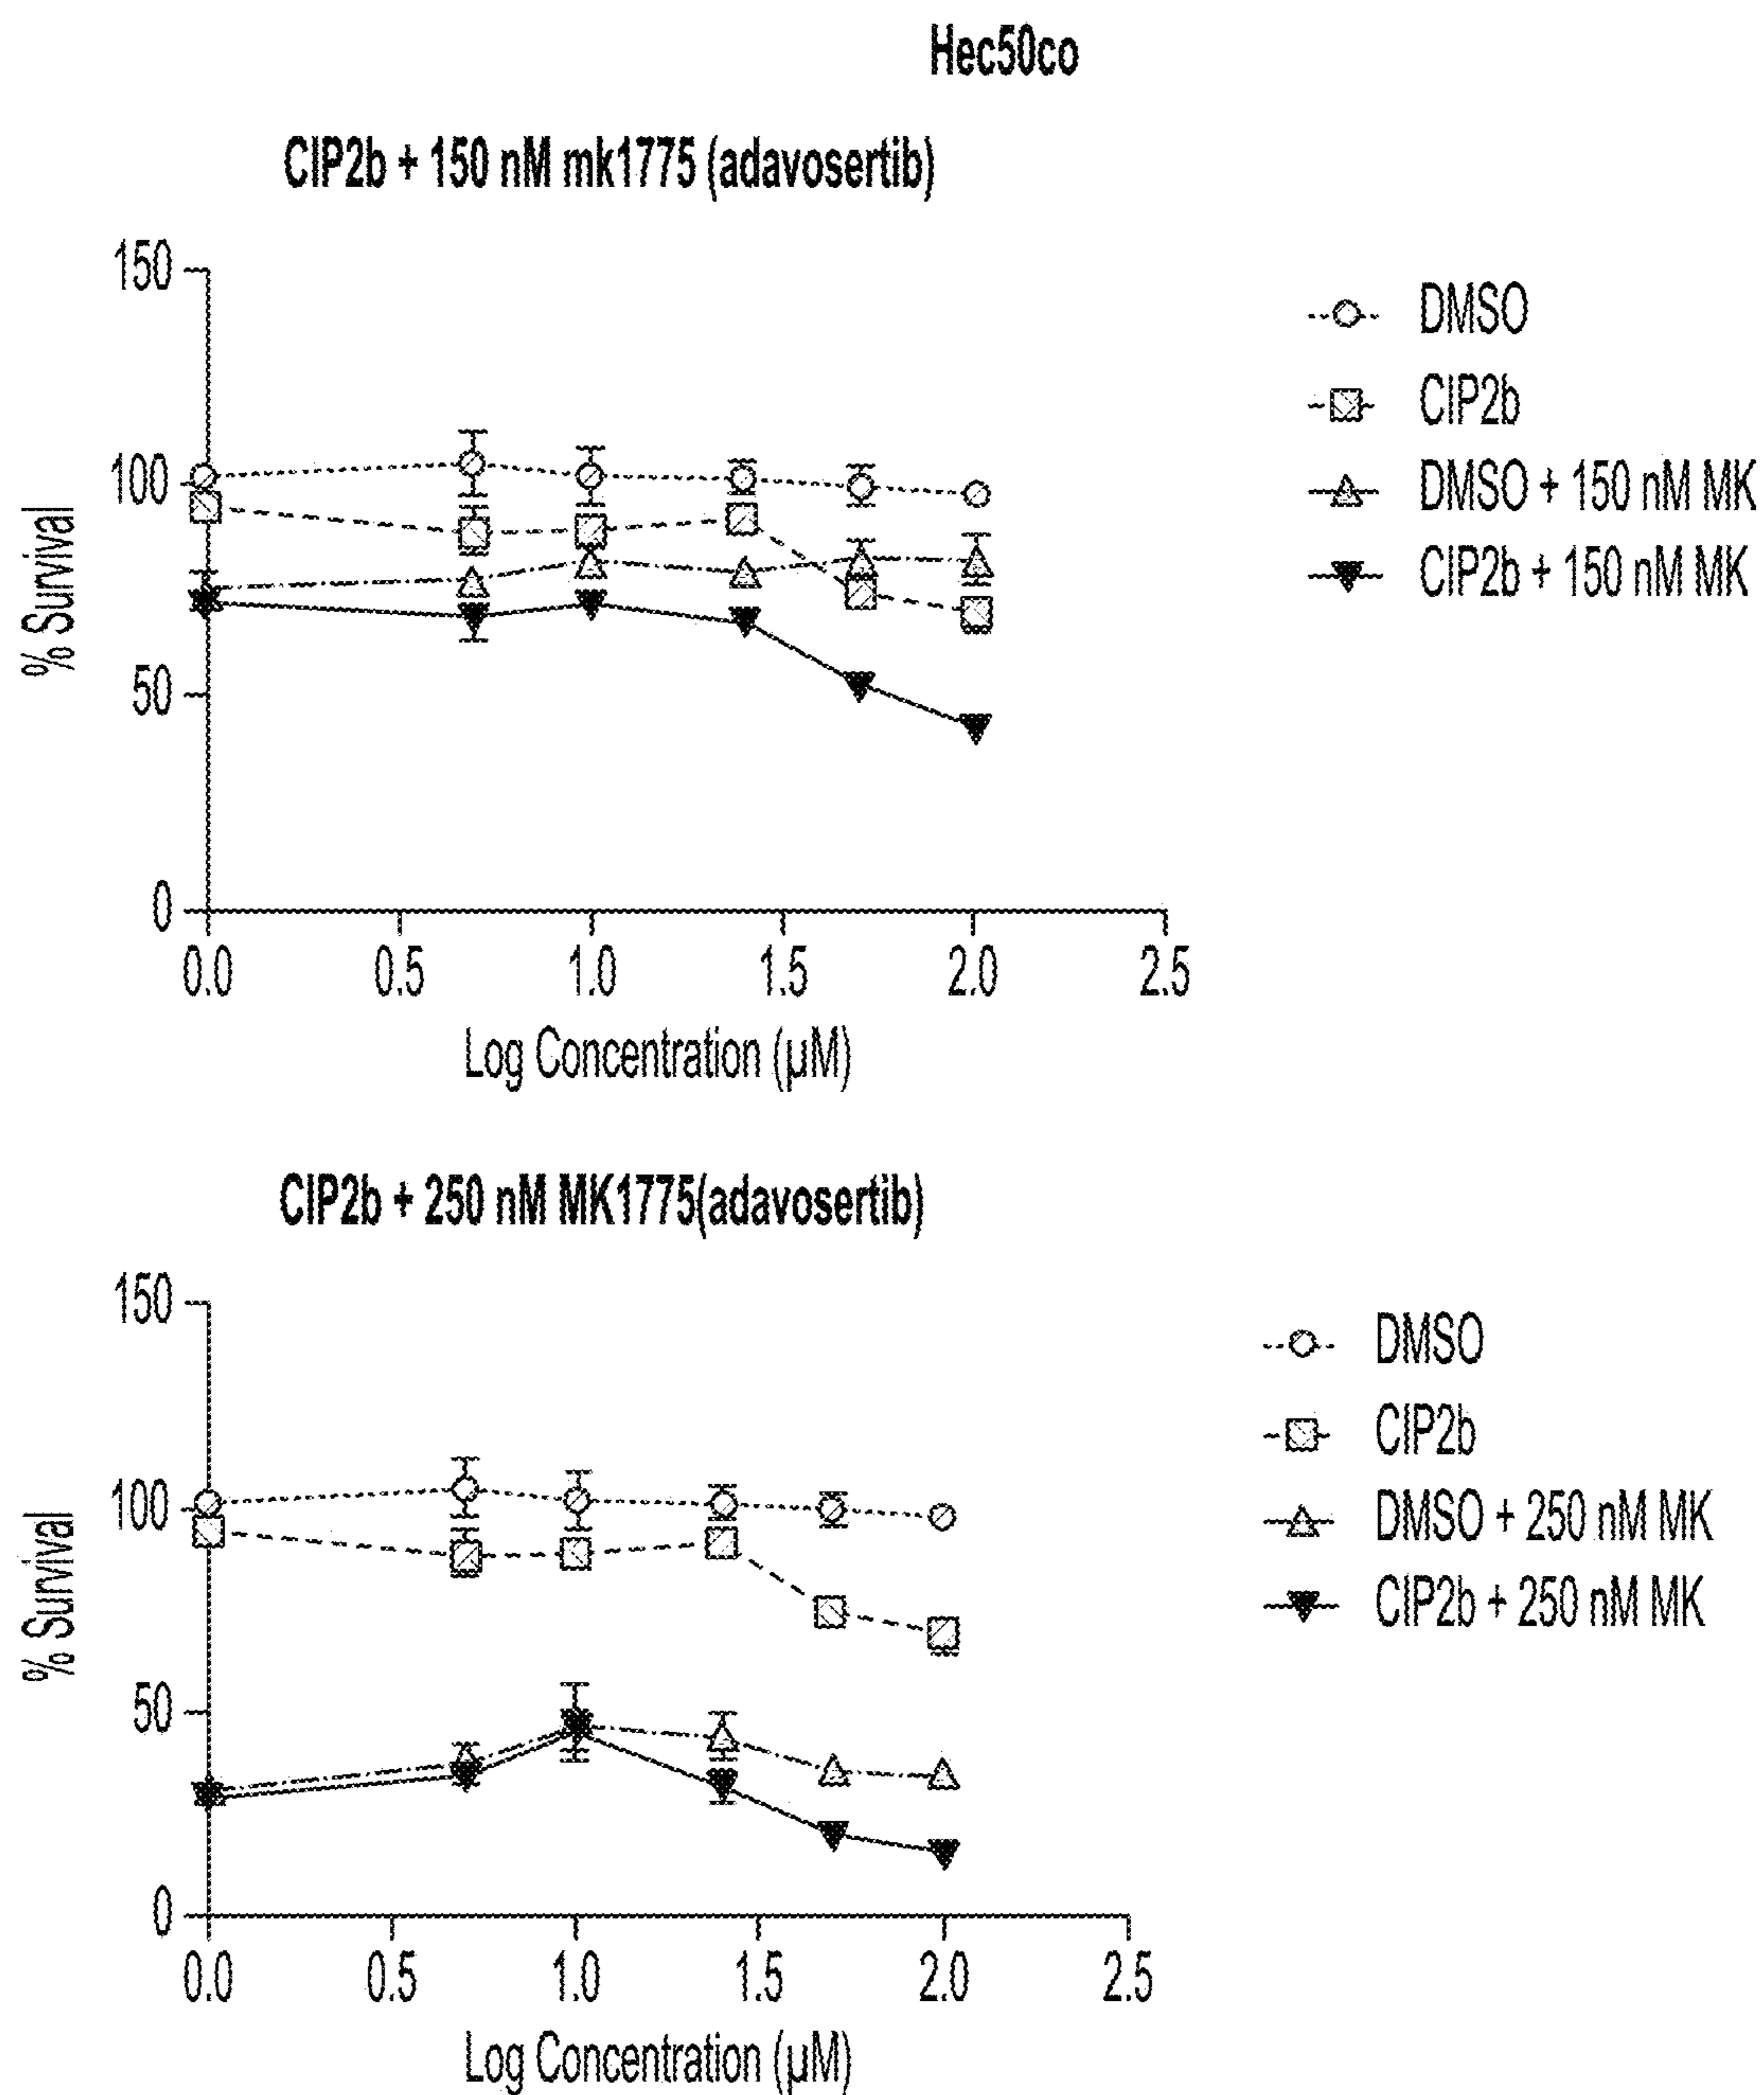 Hec50co
CIP2b + 150 nM mk1775 (adavosertib)
150
100
50
0
% Survival
0.0 0.5 1.0 1.5 2.0 2.5
Log Concentration (µM)
DMSO
CIP2b
DMSO + 150 nM MK
CIP2b + 150 nM MK
CIP2b + 250 nM MK1775(adavosertib)
150
100
50
0
% Survival
0.0 0.5 1.0 1.5 2.0 2.5
Log Concentration (µM)
DMSO
CIP2b
DMSO + 250 nM MK
CIP2b + 250 nM MK